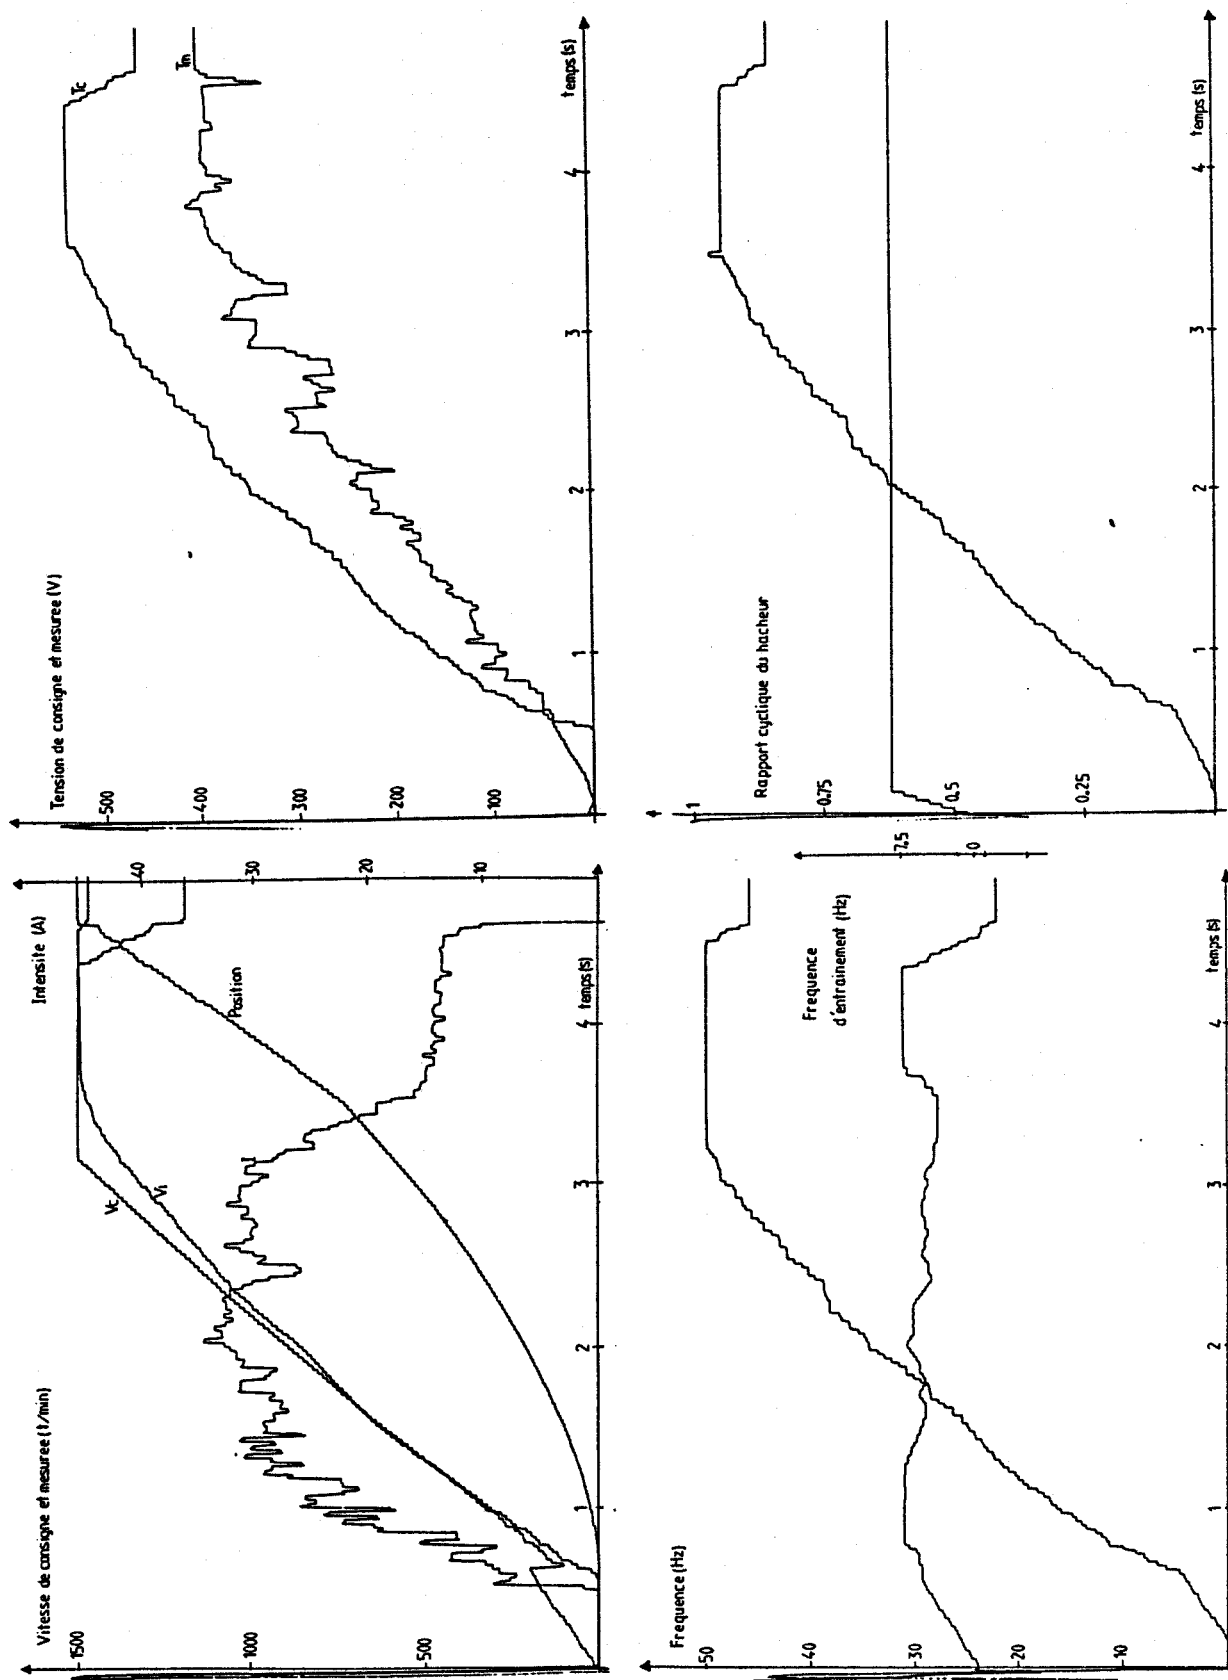 Vitesse de consigne et mesuree (t/min)
Intensite (A)
1500
1000
500
40
30
20
10
Vc
Vi
Position
1
2
3
4
temps(s)
Tension de consigne et mesuree (V)
500
400
300
200
100
Tc
Tm
1
2
3
4
temps(s)
Frequence (Hz)
50
40
30
20
10
Frequence
d'entrainement (Hz)
7.5
0
1
2
3
4
temps(s)
Rapport cyclique du hacheur
1
0.75
0.5
0.25
1
2
3
4
temps(s)